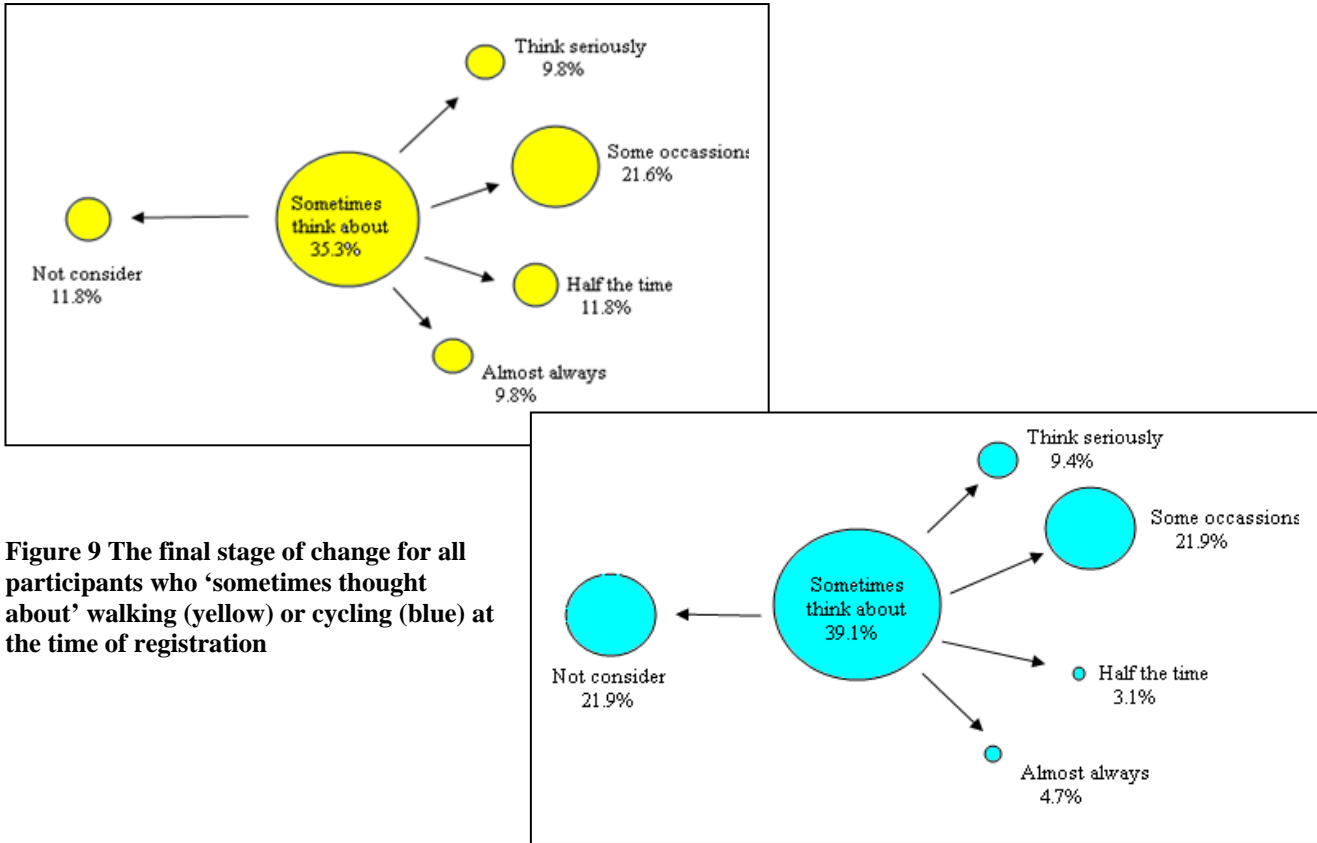 Think seriously
9.8%
Some occassions
21.6%
Sometimes
think about
35.3%
Not consider
11.8%
Half the time
11.8%
Almost always
9.8%
Figure 9 The final stage of change for all
participants who ‘sometimes thought
about’ walking (yellow) or cycling (blue) at
the time of registration
Think seriously
9.4%
Some occassions
21.9%
Sometimes
think about
39.1%
Not consider
21.9%
Half the time
3.1%
Almost always
4.7%